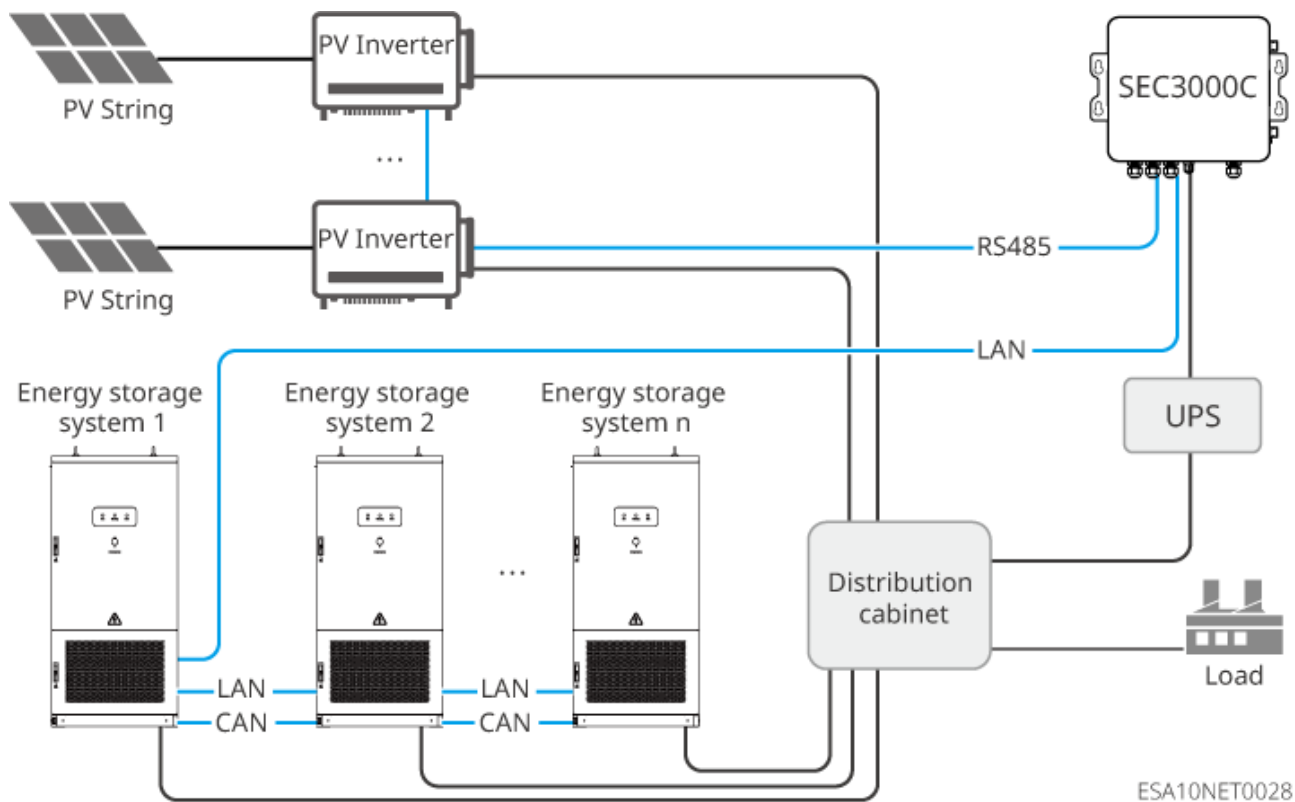 PV Inverter
SEC3000C
PV String
...
PV Inverter
RS485
PV String
LAN
Energy storage
system 1
Energy storage
system 2
Energy storage
system n
UPS
...
Distribution
cabinet
Load
LAN
LAN
CAN
CAN
ESA10NET0028